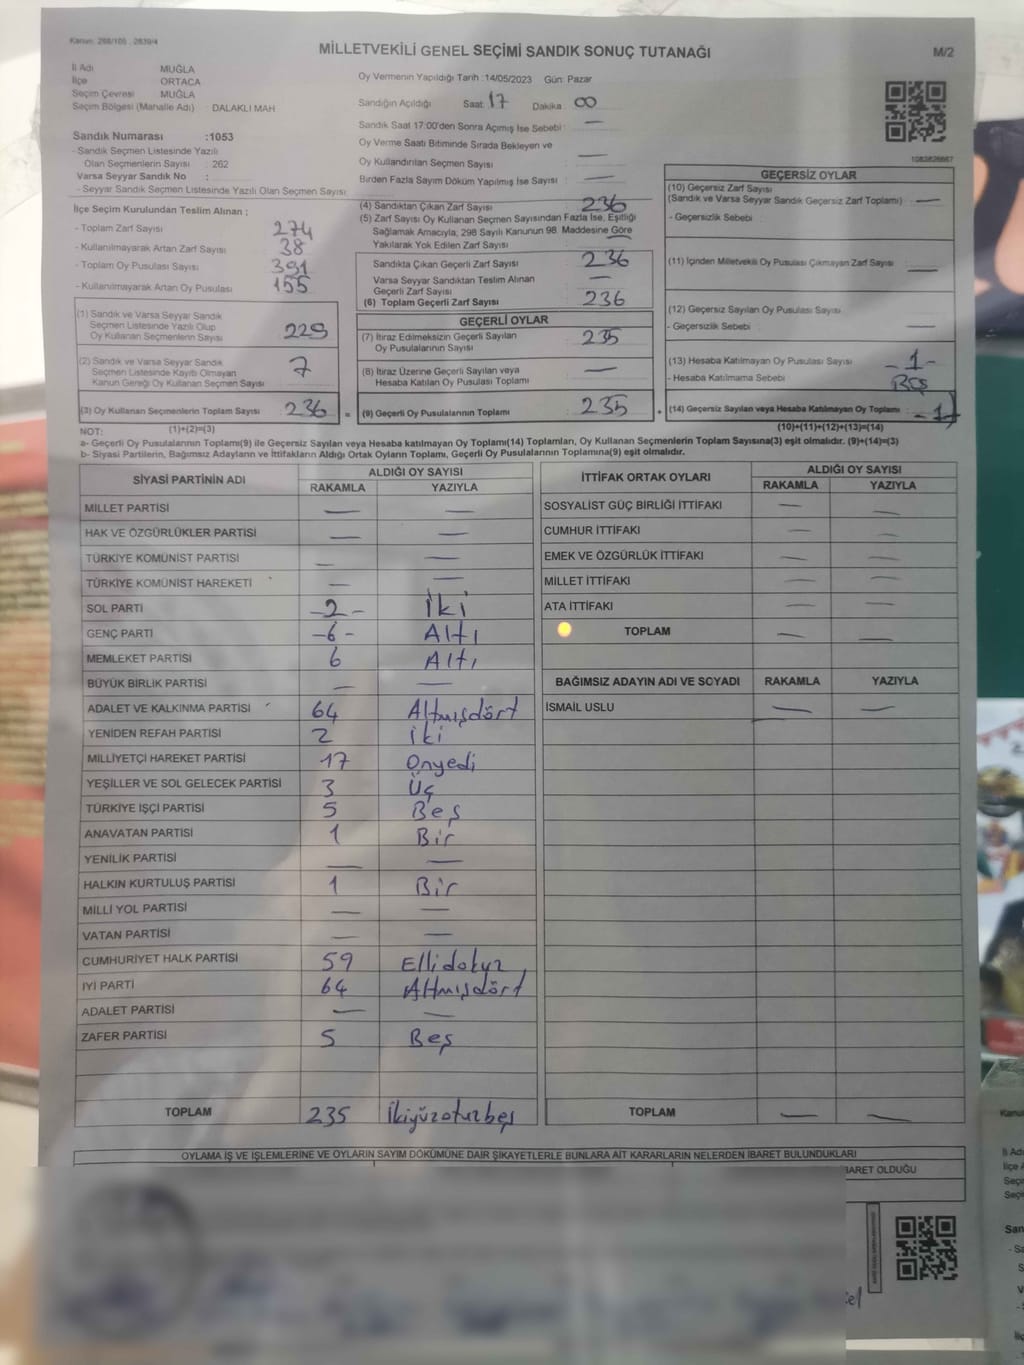 Kanun: 298/105 , 2839/4
MİLLETVEKİLİ GENEL SEÇİMİ SANDIK SONUÇ TUTANAĞI
M/2
İl Adı MUĞLA
İlçe ORTACA
Seçim Çevresi MUĞLA
Seçim Bölgesi (Mahalle Adı) : DALAKLI MAH
Oy Vermenin Yapıldığı Tarih :14/05/2023 Gün: Pazar
Sandığın Açıldığı Saat: 17 Dakika 00
Sandık Saat 17:00'den Sonra Açımış İse Sebebi : —
Oy Verme Saati Bitiminde Sırada Bekleyen ve
Oy Kullandırılan Seçmen Sayısı —
Birden Fazla Sayım Döküm Yapılmış İse Sayısı : —
1082826667
Sandık Numarası :1053
- Sandık Seçmen Listesinde Yazılı
Olan Seçmenlerin Sayısı : 262
Varsa Seyyar Sandık No :
- Seyyar Sandık Seçmen Listesinde Yazılı Olan Seçmen Sayısı:
İlçe Seçim Kurulundan Teslim Alınan ;
- Toplam Zarf Sayısı 274
- Kullanılmayarak Artan Zarf Sayısı : 38
- Toplam Oy Pusulası Sayısı : 391
- Kullanılmayarak Artan Oy Pusulası 155
(1) Sandık ve Varsa Seyyar Sandık
Seçmen Listesinde Yazılı Olup
Oy Kullanan Seçmenlerin Sayısı : 229
(2) Sandık ve Varsa Seyyar Sandık
Seçmen Listesinde Kayıtlı Olmayan
Kanun Gereği Oy Kullanan Seçmen Sayısı : 7
(3) Oy Kullanan Seçmenlerin Toplam Sayısı : 236 =
(4) Sandıktan Çıkan Zarf Sayısı : 236
(5) Zarf Sayısı Oy Kullanan Seçmen Sayısından Fazla İse, Eşitliği
Sağlamak Amacıyla; 298 Sayılı Kanunun 98. Maddesine Göre
Yakılarak Yok Edilen Zarf Sayısı : —
Sandıkta Çıkan Geçerli Zarf Sayısı : 236
Varsa Seyyar Sandıktan Teslim Alınan
Geçerli Zarf Sayısı : —
(6) Toplam Geçerli Zarf Sayısı : 236
GEÇERLİ OYLAR
(7) İtiraz Edilmeksizin Geçerli Sayılan
Oy Pusulalarının Sayısı : 235
(8) İtiraz Üzerine Geçerli Sayılan veya
Hesaba Katılan Oy Pusulası Toplamı : —
(9) Geçerli Oy Pusulalarının Toplamı : 235 +
GEÇERSİZ OYLAR
(10) Geçersiz Zarf Sayısı
(Sandık ve Varsa Seyyar Sandık Geçersiz Zarf Toplamı) : —
- Geçersizlik Sebebi :
(11) İçinden Milletvekili Oy Pusulası Çıkmayan Zarf Sayısı : —
(12) Geçersiz Sayılan Oy Pusulası Sayısı :
- Geçersizlik Sebebi : —
(13) Hesaba Katılmayan Oy Pusulası Sayısı : -1-
- Hesaba Katılmama Sebebi : Boş
(14) Geçersiz Sayılan veya Hesaba Katılmayan Oy Toplamı : -1-
NOT: (1)+(2)=(3) (10)+(11)+(12)+(13)=(14)
a- Geçerli Oy Pusulalarının Toplamı(9) ile Geçersiz Sayılan veya Hesaba katılmayan Oy Toplamı(14) Toplamları, Oy Kullanan Seçmenlerin Toplam Sayısına(3) eşit olmalıdır. (9)+(14)=(3)
b- Siyasi Partilerin, Bağımsız Adayların ve İttifakların Aldığı Ortak Oyların Toplamı, Geçerli Oy Pusulalarının Toplamına(9) eşit olmalıdır.
SİYASİ PARTİNİN ADI ALDIĞI OY SAYISI
RAKAMLA YAZIYLA
MİLLET PARTİSİ — —
HAK VE ÖZGÜRLÜKLER PARTİSİ — —
TÜRKİYE KOMÜNİST PARTİSİ — —
TÜRKİYE KOMÜNİST HAREKETİ — —
SOL PARTİ -2- İki
GENÇ PARTİ -6- Altı
MEMLEKET PARTİSİ 6 Altı
BÜYÜK BİRLİK PARTİSİ — —
ADALET VE KALKINMA PARTİSİ 64 Altmışdört
YENİDEN REFAH PARTİSİ 2 iki
MİLLİYETÇİ HAREKET PARTİSİ 17 Onyedi
YEŞİLLER VE SOL GELECEK PARTİSİ 3 Üç
TÜRKİYE İŞÇİ PARTİSİ 5 Beş
ANAVATAN PARTİSİ 1 Bir
YENİLİK PARTİSİ — —
HALKIN KURTULUŞ PARTİSİ 1 Bir
MİLLİ YOL PARTİSİ — —
VATAN PARTİSİ — —
CUMHURİYET HALK PARTİSİ 59 Ellidokuz
İYİ PARTİ 64 Altmışdört
ADALET PARTİSİ — —
ZAFER PARTİSİ 5 Beş
TOPLAM 235 İkiyüzotuzbeş
İTTİFAK ORTAK OYLARI ALDIĞI OY SAYISI
RAKAMLA YAZIYLA
SOSYALİST GÜÇ BİRLİĞİ İTTİFAKI — —
CUMHUR İTTİFAKI — —
EMEK VE ÖZGÜRLÜK İTTİFAKI — —
MİLLET İTTİFAKI — —
ATA İTTİFAKI — —
TOPLAM — —
BAĞIMSIZ ADAYIN ADI VE SOYADI RAKAMLA YAZIYLA
İSMAİL USLU — —
TOPLAM — —
OYLAMA İŞ VE İŞLEMLERİNE VE OYLARIN SAYIM DÖKÜMÜNE DAİR ŞİKAYETLERLE BUNLARA AİT KARARLARIN NELERDEN İBARET BULUNDUKLARI
BARET OLDUĞU